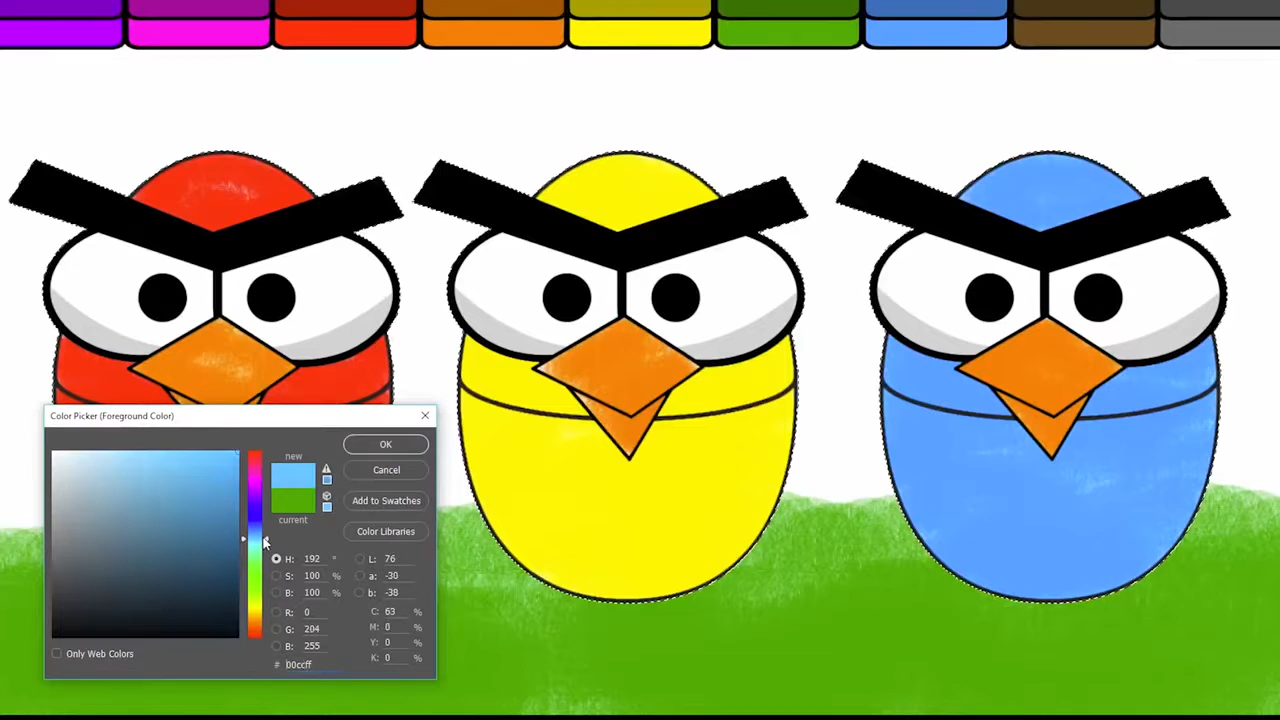 Color Picker (Foreground Color)
new
current
OK
Cancel
Add to Swatches
Color Libraries
H: 192 °
S: 100 %
B: 100 %
R: 0
G: 204
B: 255
# 00ccff
L: 76
a: -30
b: -38
C: 63 %
M: 0 %
Y: 0 %
K: 0 %
Only Web Colors